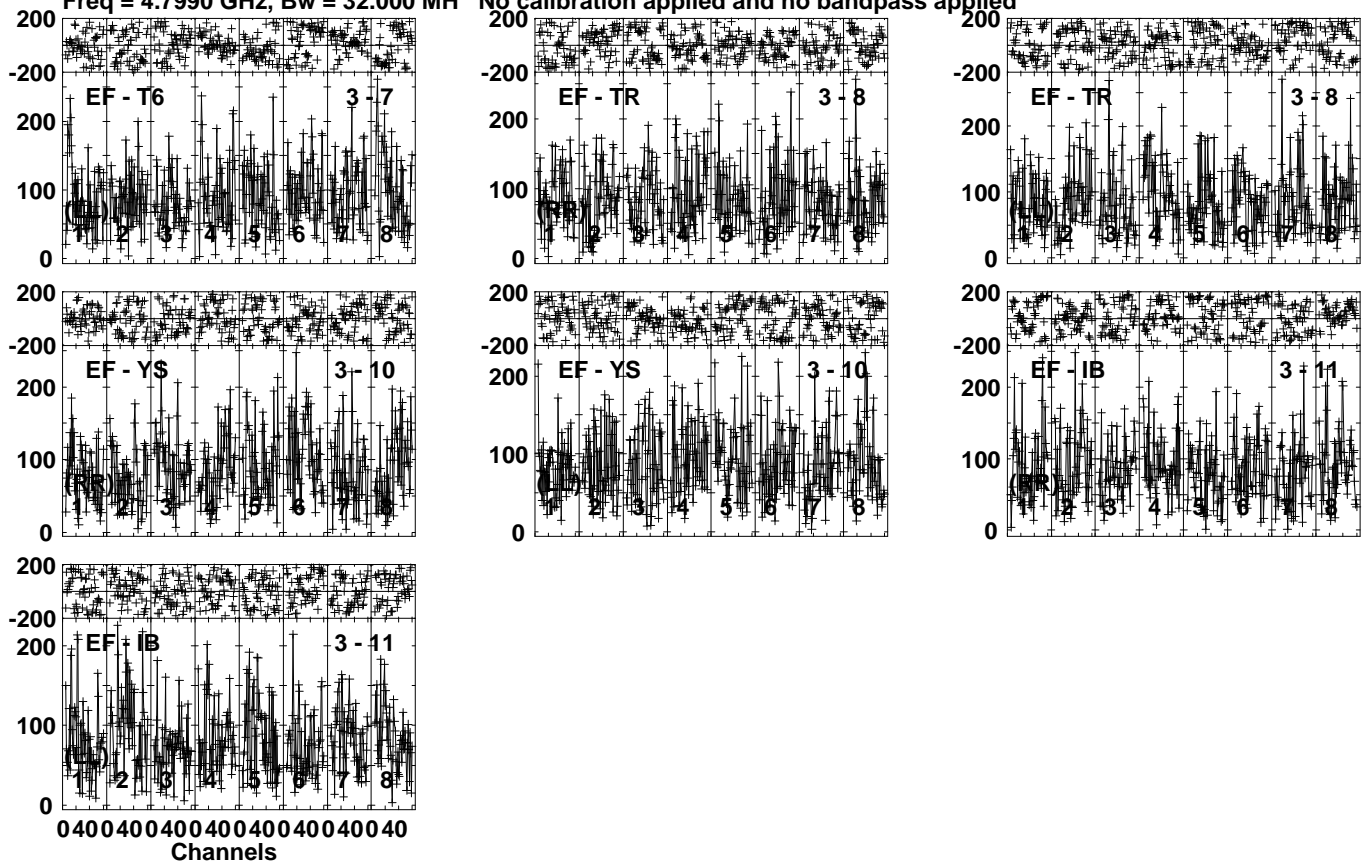 Freq = 4.7990 GHz, Bw = 32.000 MH No calibration applied and no bandpass applied
200
-200
EF - T6 3 - 7
200
100
0
(LL)
1 2 3 4 5 6 7 8
200
-200
EF - TR 3 - 8
200
100
0
(RR)
1 2 3 4 5 6 7 8
200
-200
EF - TR 3 - 8
200
100
0
(LL)
1 2 3 4 5 6 7 8
200
-200
EF - YS 3 - 10
200
100
0
(RR)
1 2 3 4 5 6 7 8
200
-200
EF - YS 3 - 10
200
100
0
(LL)
1 2 3 4 5 6 7 8
200
-200
EF - IB 3 - 11
200
100
0
(RR)
1 2 3 4 5 6 7 8
200
-200
EF - IB 3 - 11
200
100
0
(LL)
1 2 3 4 5 6 7 8
0 40 0 40 0 40 0 40 0 40 0 40 0 40 0 40
Channels